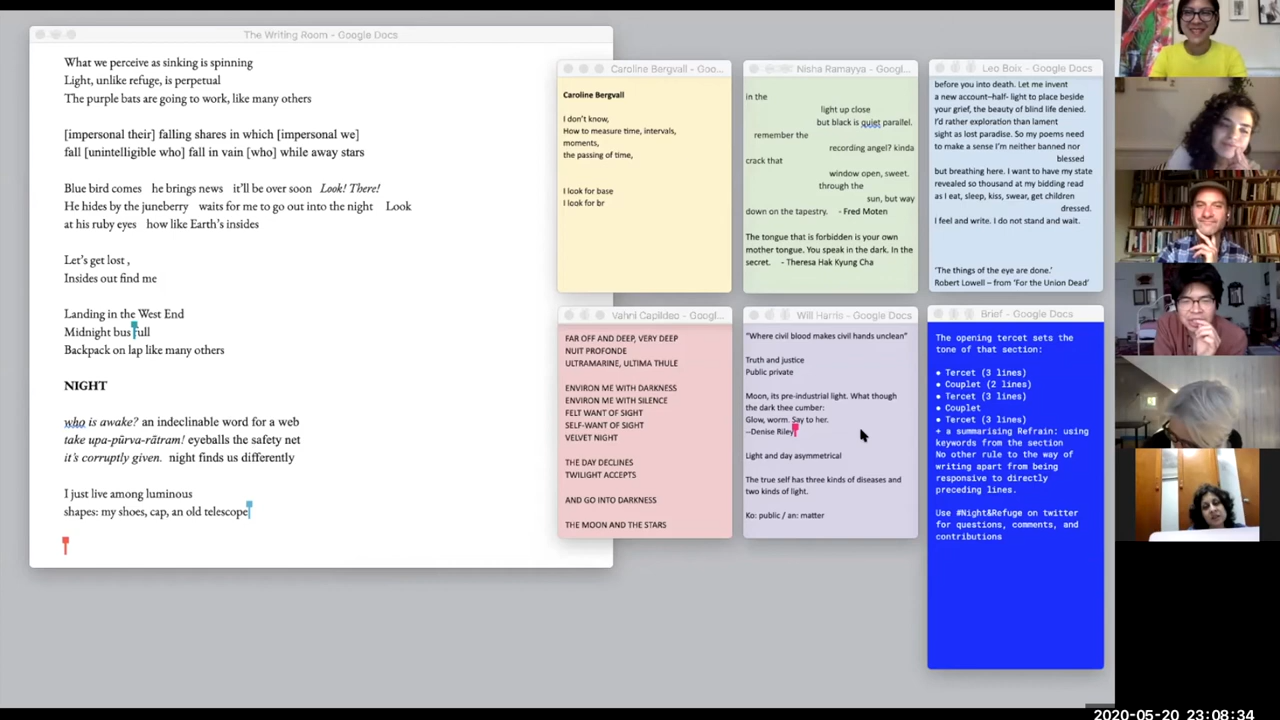 The Writing Room - Google Docs
What we perceive as sinking is spinning
Light, unlike refuge, is perpetual
The purple bats are going to work, like many others
[impersonal their] falling shares in which [impersonal we]
fall [unintelligible who] fall in vain [who] while away stars
Blue bird comes he brings news it’ll be over soon Look! There!
He hides by the juneberry waits for me to go out into the night Look
at his ruby eyes how like Earth’s insides
Let’s get lost ,
Insides out find me
Landing in the West End
Midnight bus full
Backpack on lap like many others
NIGHT
who is awake? an indeclinable word for a web
take upa-pūrva-rātram! eyeballs the safety net
it’s corruptly given. night finds us differently
I just live among luminous
shapes: my shoes, cap, an old telescope
Caroline Bergvall - Goo...
Caroline Bergvall
I don’t know,
How to measure time, intervals,
moments,
the passing of time,
I look for base
I look for br
Nisha Ramayya - Googl...
in the
light up close
but black is quiet parallel.
remember the
recording angel? kinda
crack that
window open, sweet.
through the
sun, but way
down on the tapestry. - Fred Moten
The tongue that is forbidden is your own
mother tongue. You speak in the dark. In the
secret. - Theresa Hak Kyung Cha
Leo Boix - Google Docs
before you into death. Let me invent
a new account–half- light to place beside
your grief, the beauty of blind life denied.
I’d rather exploration than lament
sight as lost paradise. So my poems need
to make a sense I’m neither banned nor
blessed
but breathing here. I want to have my state
revealed so thousand at my bidding read
as I eat, sleep, kiss, swear, get children
dressed.
I feel and write. I do not stand and wait.
‘The things of the eye are done.’
Robert Lowell – from ‘For the Union Dead’
Vahni Capildeo - Googl...
FAR OFF AND DEEP, VERY DEEP
NUIT PROFONDE
ULTRAMARINE, ULTIMA THULE
ENVIRON ME WITH DARKNESS
ENVIRON ME WITH SILENCE
FELT WANT OF SIGHT
SELF-WANT OF SIGHT
VELVET NIGHT
THE DAY DECLINES
TWILIGHT ACCEPTS
AND GO INTO DARKNESS
THE MOON AND THE STARS
Will Harris - Google Docs
“Where civil blood makes civil hands unclean”
Truth and justice
Public private
Moon, its pre-industrial light. What though
the dark thee cumber:
Glow, worm. Say to her.
--Denise Riley
Light and day asymmetrical
The true self has three kinds of diseases and
two kinds of light.
Ko: public / an: matter
Brief - Google Docs
The opening tercet sets the
tone of that section:
● Tercet (3 lines)
● Couplet (2 lines)
● Tercet (3 lines)
● Couplet
● Tercet (3 lines)
+ a summarising Refrain: using
keywords from the section
No other rule to the way of
writing apart from being
responsive to directly
preceding lines.
Use #Night&Refuge on twitter
for questions, comments, and
contributions
2020-05-20 23:08:34